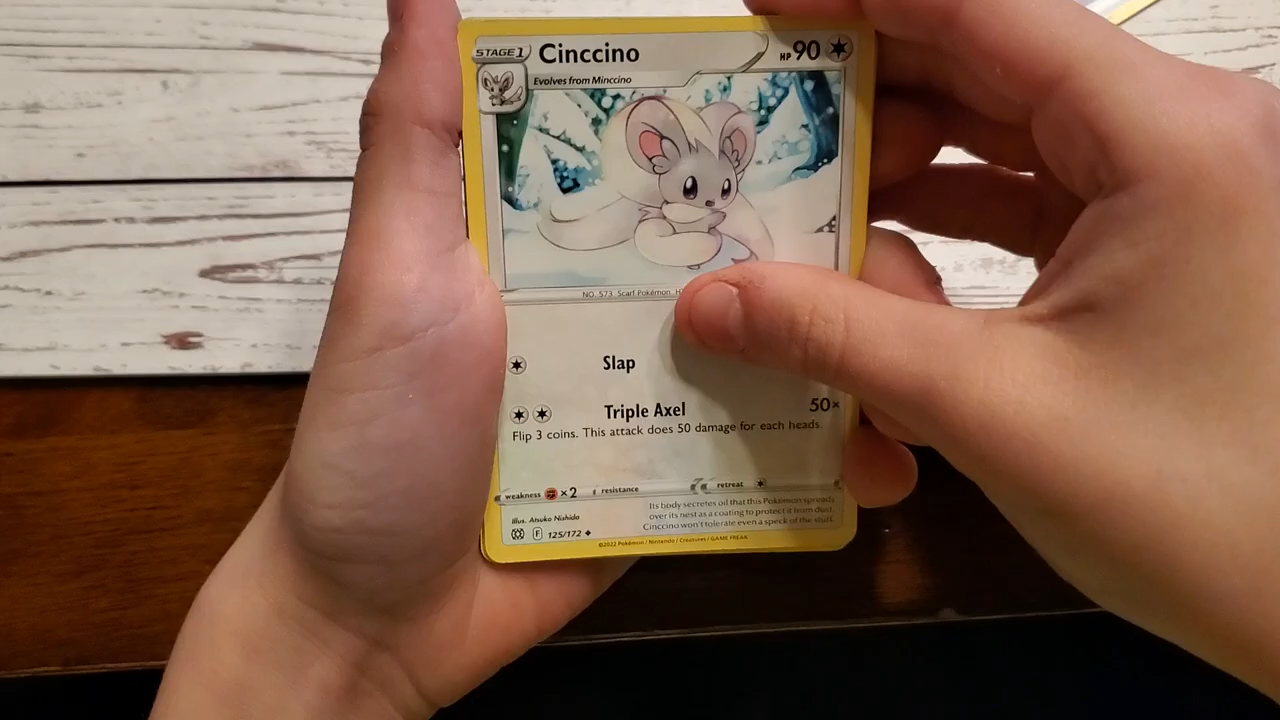 STAGE 1 Cinccino HP 90
Evolves from Minccino
NO. 573 Scarf Pokémon
Slap
Triple Axel 50×
Flip 3 coins. This attack does 50 damage for each heads.
weakness ×2 resistance retreat
Its body secretes oil that this Pokémon spreads
over its nest as a coating to protect it from dust.
Cinccino won't tolerate even a speck of the stuff.
Illus. Atsuko Nishida
F 125/172
©2022 Pokémon / Nintendo / Creatures / GAME FREAK